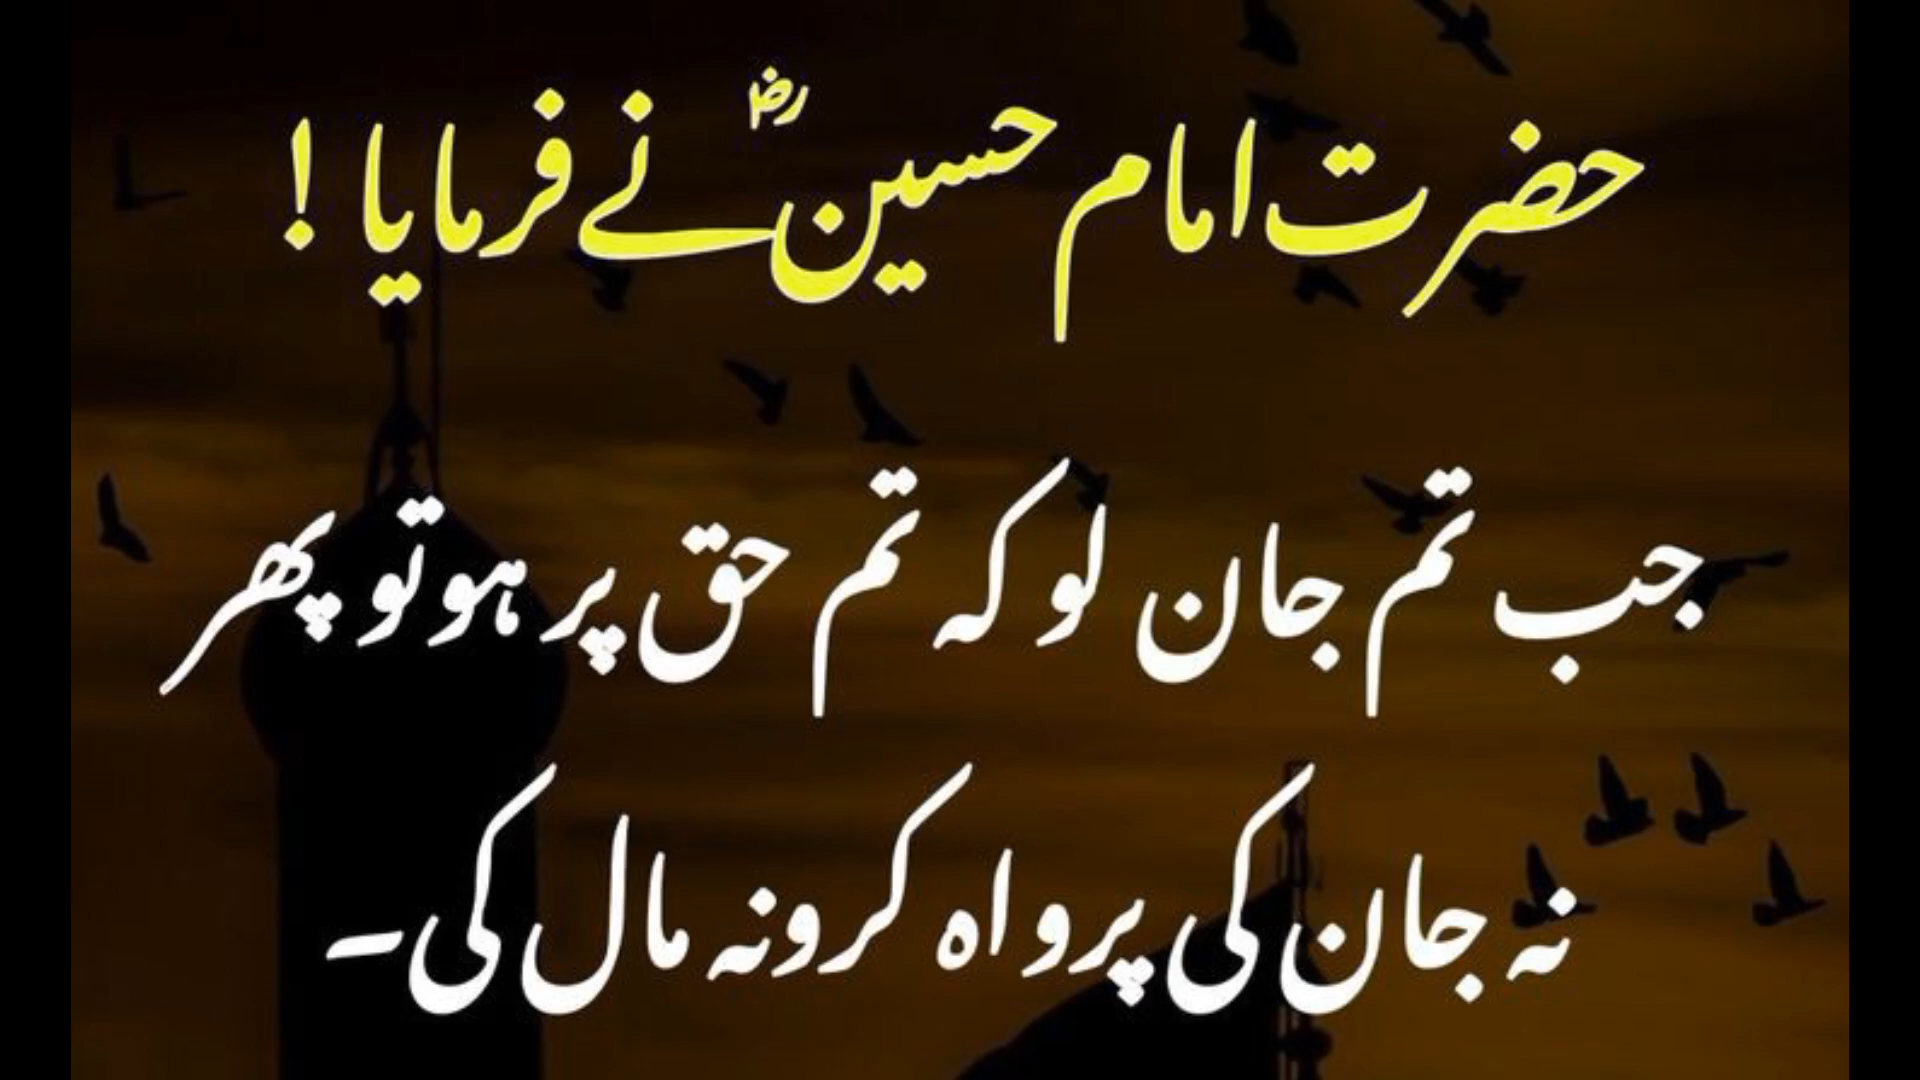 حضرت امام حسینؓ نے فرمایا !
جب تم جان لو کہ تم حق پر ہو تو پھر
نہ جان کی پرواہ کرو نہ مال کی۔